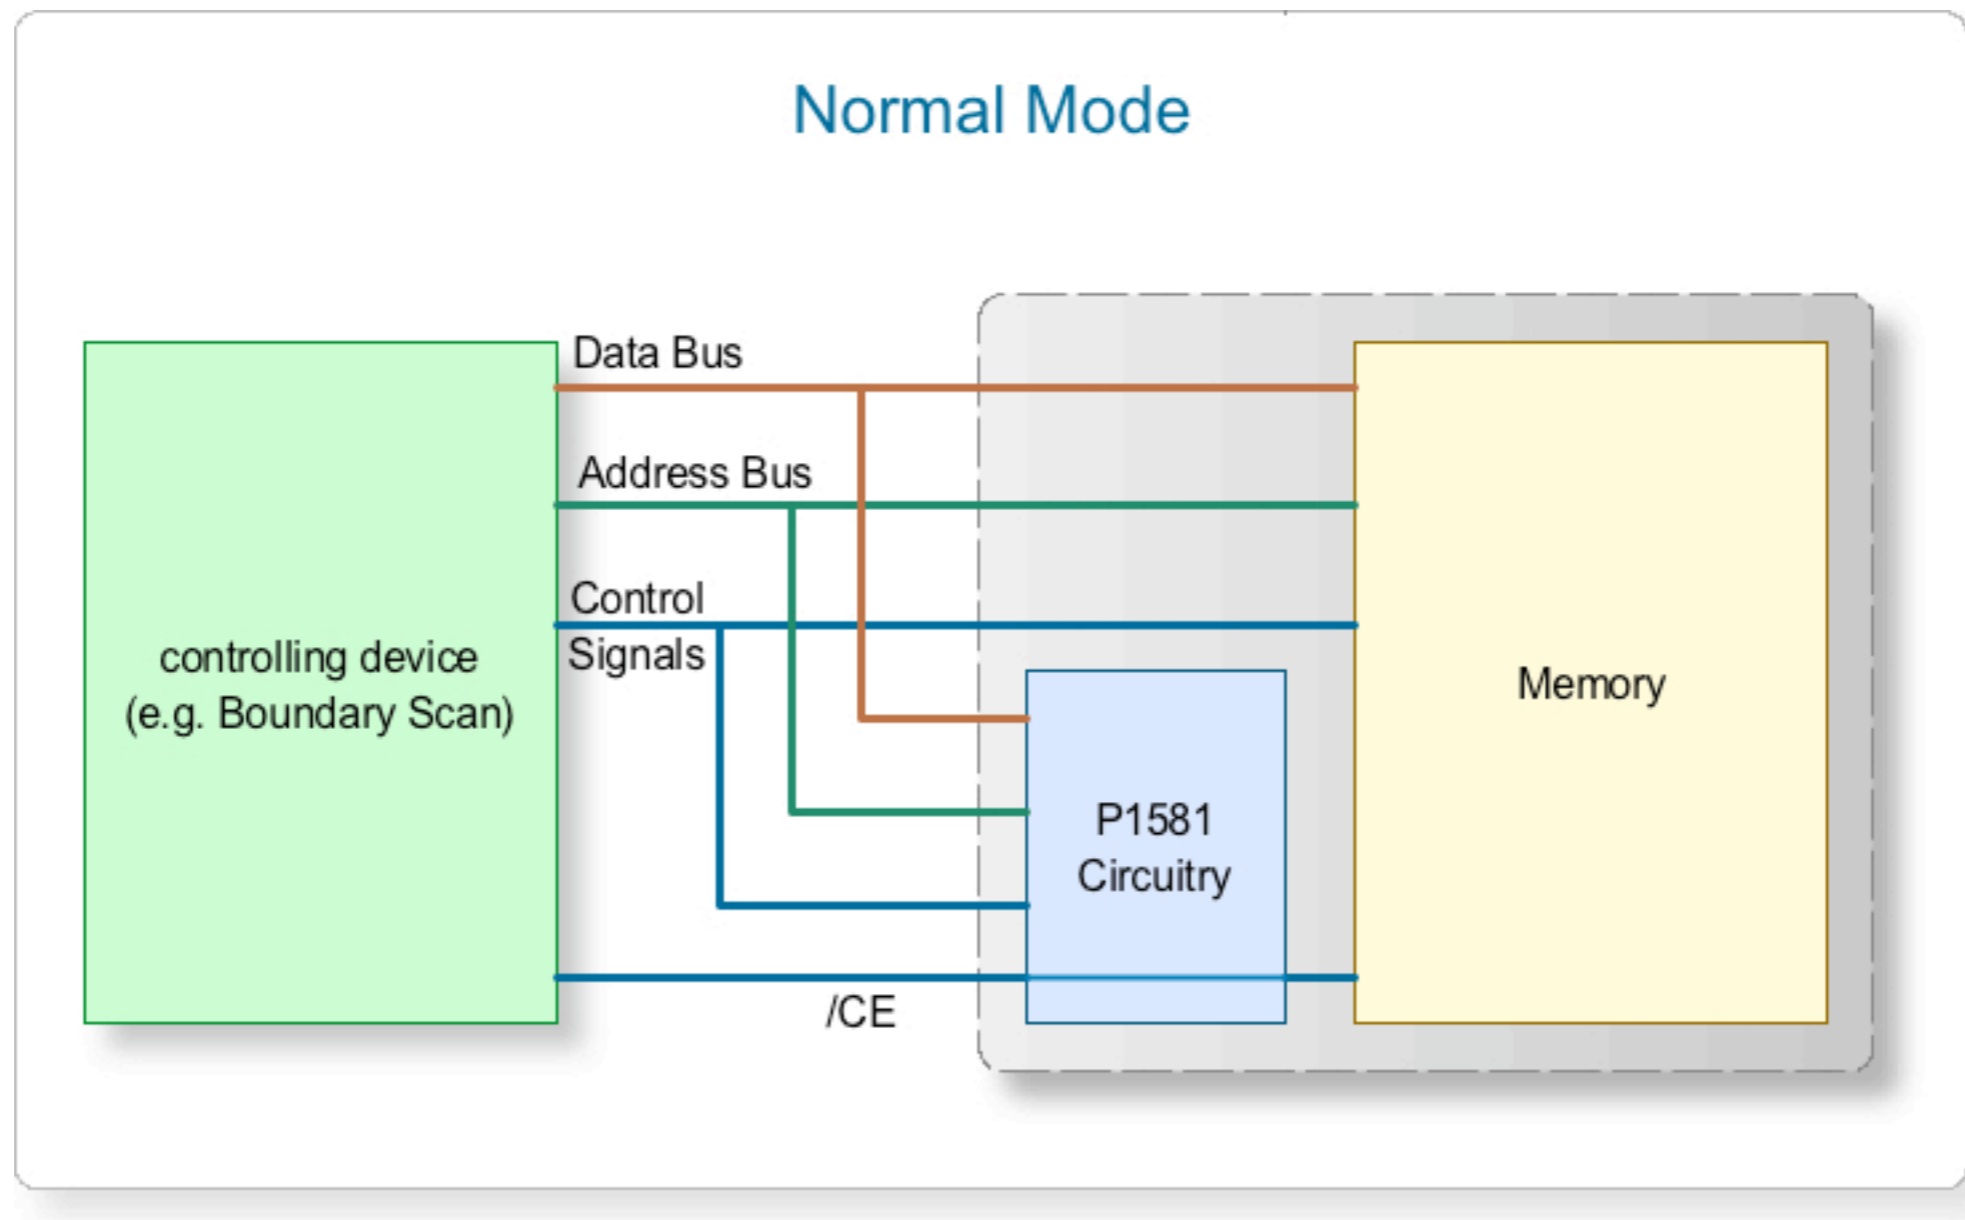 Normal Mode
Data Bus
Address Bus
Control
Signals
controlling device
(e.g. Boundary Scan)
Memory
P1581
Circuitry
/CE